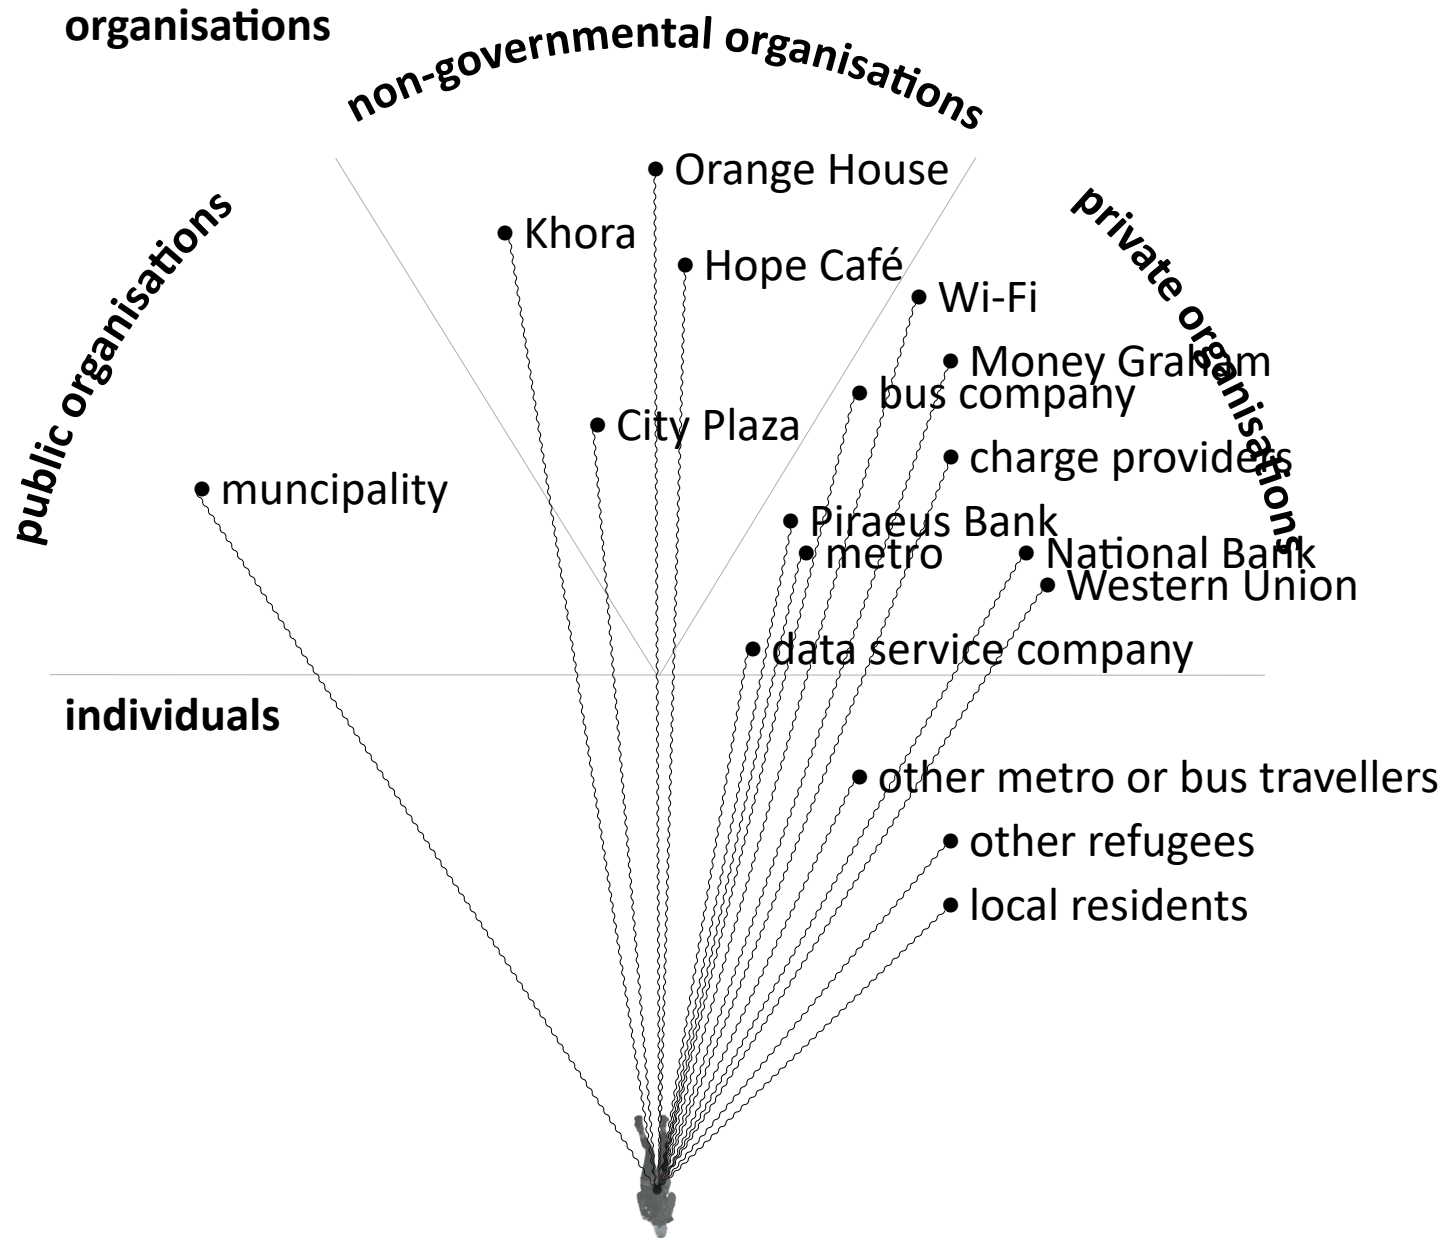 organisations
non-governmental organisations
public organisations
private organisations
Orange House
Khora
Hope Café
Wi-Fi
Money Graham
bus company
City Plaza
charge providers
muncipality
Piraeus Bank
metro
National Bank
Western Union
data service company
individuals
other metro or bus travellers
other refugees
local residents